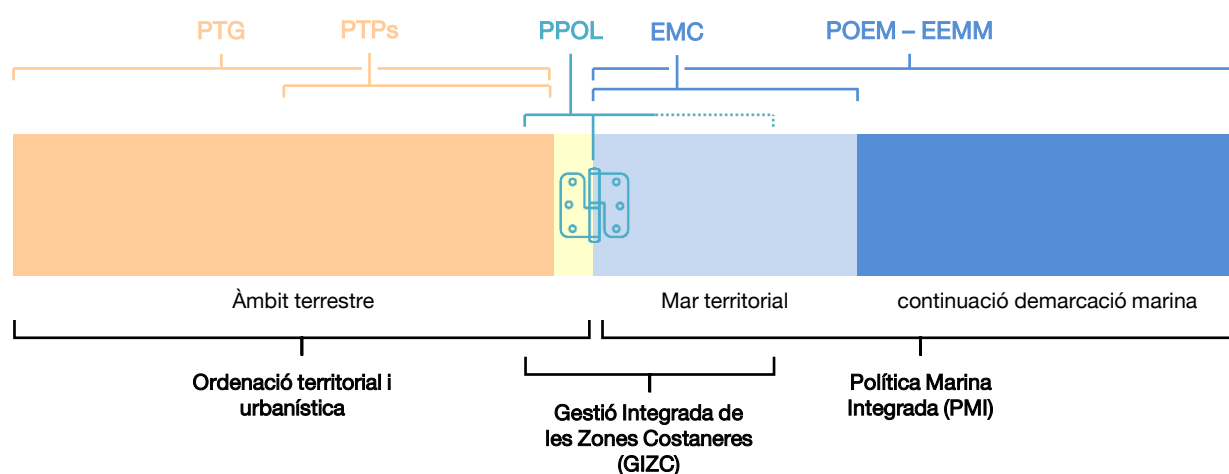 PTG
PTPs
PPOL
EMC
POEM – EEMM
Àmbit terrestre
Mar territorial
continuació demarcació marina
Ordenació territorial i
urbanística
Gestió Integrada de
les Zones Costaneres
(GIZC)
Política Marina
Integrada (PMI)